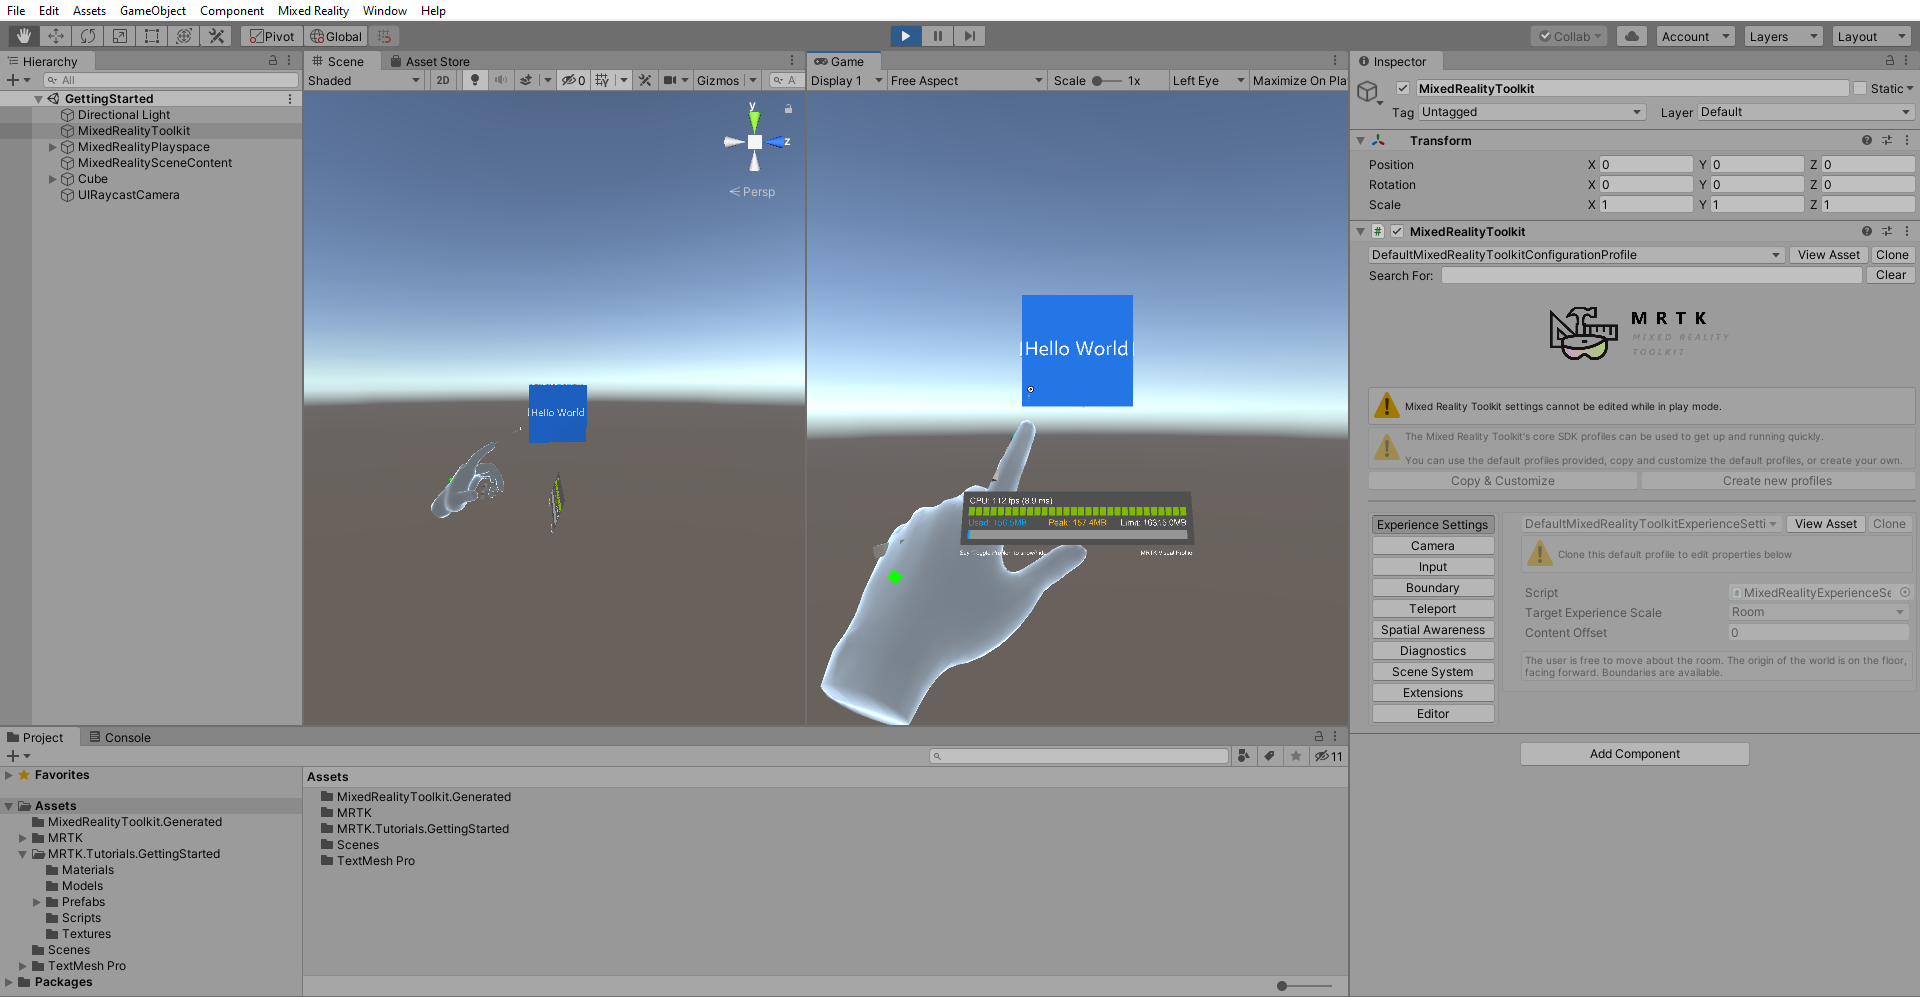 File Edit Assets GameObject Component Mixed Reality Window Help
Pivot Global Collab Account Layers Layout
Hierarchy
All
GettingStarted
Directional Light
MixedRealityToolkit
MixedRealityPlayspace
MixedRealitySceneContent
Cube
UIRaycastCamera
Scene Asset Store
Shaded 2D 0 Gizmos A
y
z
Persp
Hello World
Game
Display 1 Free Aspect Scale 1x Left Eye Maximize On Pla
Hello World
CPU: 112 fps (8.9 ms)
Used: 156.5MB Peak: 157.4MB Limit: 16315.0MB
MRTK Visual Profiler
Inspector
MixedRealityToolkit Static
Tag Untagged Layer Default
Transform
Position X 0 Y 0 Z 0
Rotation X 0 Y 0 Z 0
Scale X 1 Y 1 Z 1
# MixedRealityToolkit
DefaultMixedRealityToolkitConfigurationProfile View Asset Clone
Search For: Clear
MRTK
MIXED REALITY
TOOLKIT
Mixed Reality Toolkit settings cannot be edited while in play mode.
The Mixed Reality Toolkit's core SDK profiles can be used to get up and running quickly.
You can use the default profiles provided, copy and customize the default profiles, or create your own.
Copy & Customize Create new profiles
Experience Settings
Camera
Input
Boundary
Teleport
Spatial Awareness
Diagnostics
Scene System
Extensions
Editor
DefaultMixedRealityToolkitExperienceSetti View Asset Clone
Clone this default profile to edit properties below
Script MixedRealityExperienceSe
Target Experience Scale Room
Content Offset 0
The user is free to move about the room. The origin of the world is on the floor,
facing forward. Boundaries are available.
Add Component
Project Console
11
Favorites
Assets
MixedRealityToolkit.Generated
MRTK
MRTK.Tutorials.GettingStarted
Materials
Models
Prefabs
Scripts
Textures
Scenes
TextMesh Pro
Packages
Assets
MixedRealityToolkit.Generated
MRTK
MRTK.Tutorials.GettingStarted
Scenes
TextMesh Pro